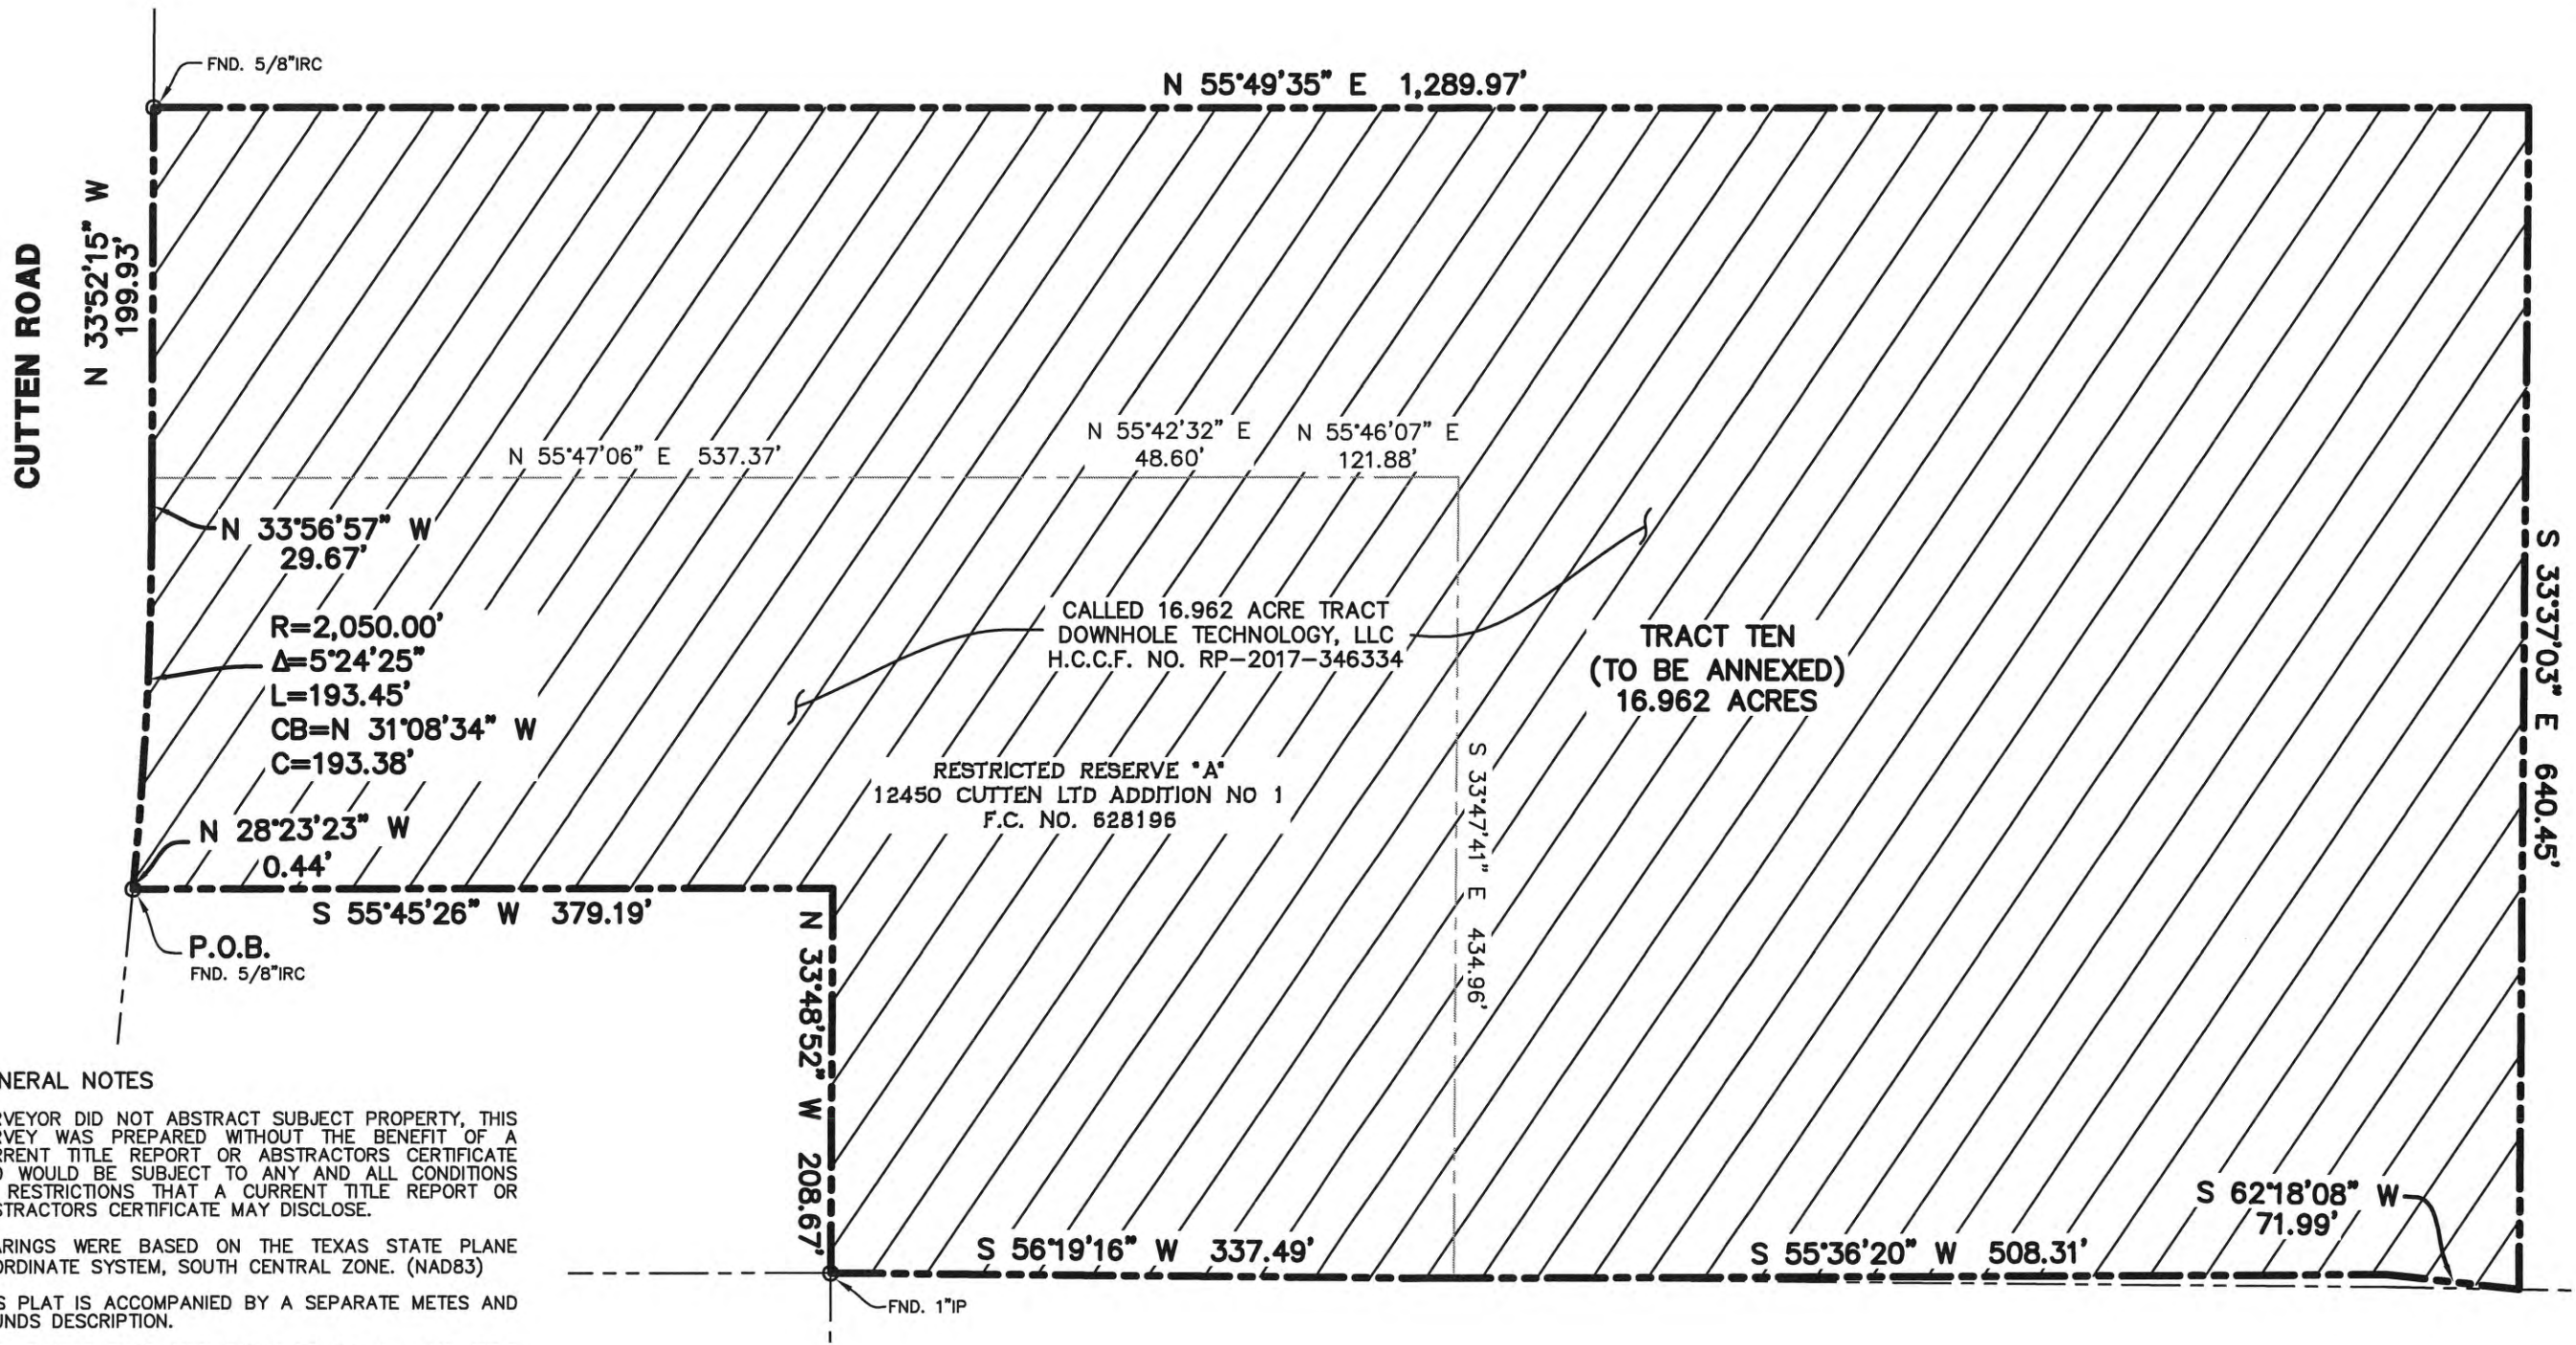 FND. 5/8"IRC
N 55°49'35" E 1,289.97'
CUTTEN ROAD
N 33°52'15" W
199.93'
N 55°47'06" E 537.37'
N 55°42'32" E
48.60'
N 55°46'07" E
121.88'
N 33°56'57" W
29.67'
R=2,050.00'
Δ=5°24'25"
L=193.45'
CB=N 31°08'34" W
C=193.38'
N 28°23'23" W
0.44'
CALLED 16.962 ACRE TRACT
DOWNHOLE TECHNOLOGY, LLC
H.C.C.F. NO. RP-2017-346334
TRACT TEN
(TO BE ANNEXED)
16.962 ACRES
RESTRICTED RESERVE "A"
12450 CUTTEN LTD ADDITION NO 1
F.C. NO. 628196
S 33°47'41" E 434.96'
S 33°37'03" E 640.45'
S 55°45'26" W 379.19'
P.O.B.
FND. 5/8"IRC
N 33°48'52" W 208.67'
S 56°19'16" W 337.49'
S 55°36'20" W 508.31'
S 62°18'08" W
71.99'
FND. 1"IP
NERAL NOTES
RVEYOR DID NOT ABSTRACT SUBJECT PROPERTY, THIS
RVEY WAS PREPARED WITHOUT THE BENEFIT OF A
RRENT TITLE REPORT OR ABSTRACTORS CERTIFICATE
D WOULD BE SUBJECT TO ANY AND ALL CONDITIONS
RESTRICTIONS THAT A CURRENT TITLE REPORT OR
STRACTORS CERTIFICATE MAY DISCLOSE.
ARINGS WERE BASED ON THE TEXAS STATE PLANE
ORDINATE SYSTEM, SOUTH CENTRAL ZONE. (NAD83)
S PLAT IS ACCOMPANIED BY A SEPARATE METES AND
UNDS DESCRIPTION.